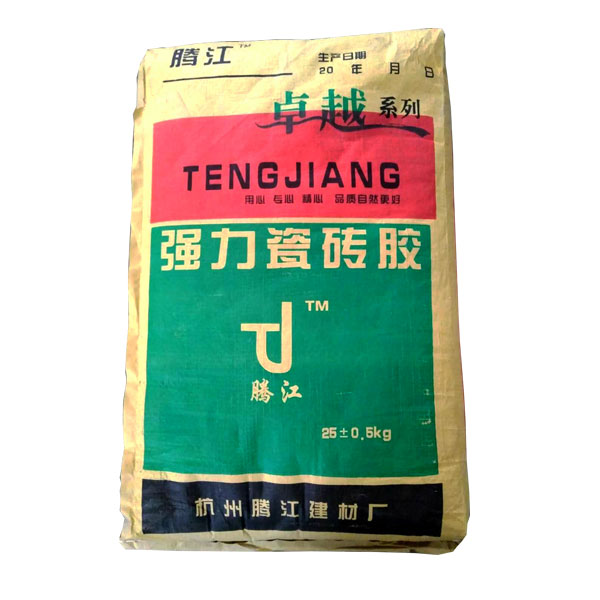 腾江™
生产日期
20 年 月 日
卓越系列
TENGJIANG
用心 专心 精心 品质自然更好
强力瓷砖胶
TJ™
腾江
25±0.5kg
杭州腾江建材厂